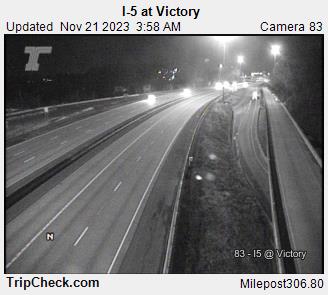 I-5 at Victory
Updated Nov 21 2023 3:58 AM Camera 83
T
N
83 - I5 @ Victory
TripCheck.com Milepost306.80